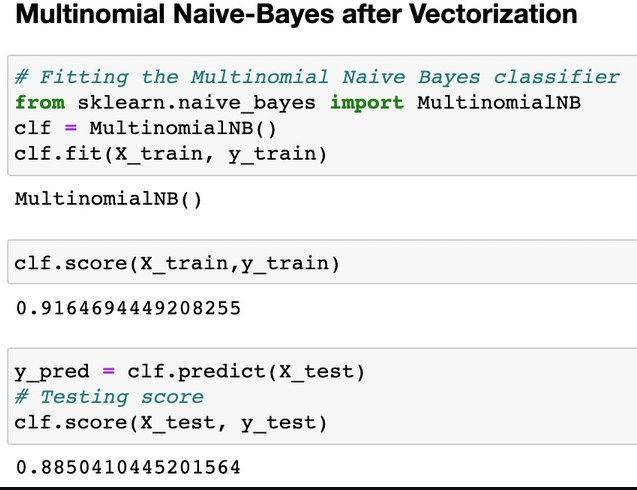 Multinomial Naive-Bayes after Vectorization
# Fitting the Multinomial Naive Bayes classifier
from sklearn.naive_bayes import MultinomialNB
clf = MultinomialNB()
clf.fit(X_train, y_train)
MultinomialNB()
clf.score(X_train,y_train)
0.9164694449208255
y_pred = clf.predict(X_test)
# Testing score
clf.score(X_test, y_test)
0.8850410445201564